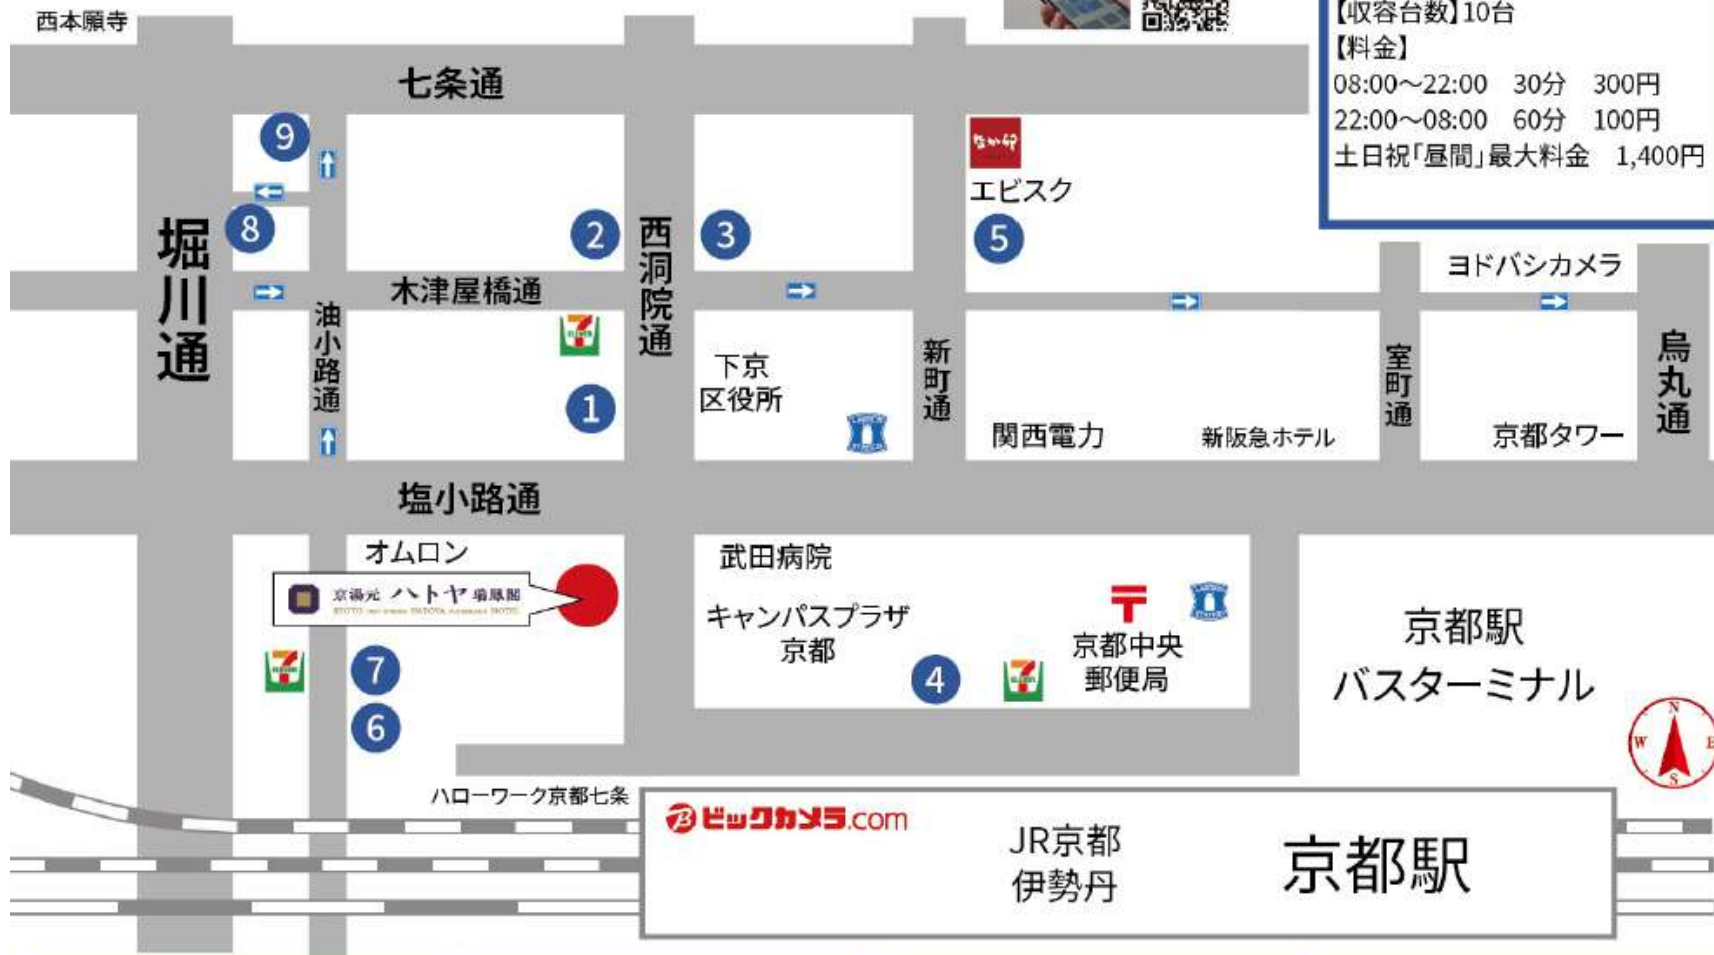 西本願寺
【収容台数】10台
【料金】
08:00～22:00 30分 300円
22:00～08:00 60分 100円
土日祝「昼間」最大料金 1,400円
七条通
9
なか卯
エビスク
8
2
3
5
堀川通
西洞院通
ヨドバシカメラ
木津屋橋通
油小路通
7
下京
区役所
新町通
室町通
烏丸通
1
関西電力
新阪急ホテル
京都タワー
塩小路通
オムロン
京湯元 ハトヤ 瑞鳳閣
武田病院
キャンパスプラザ
京都
4
7
京都中央
郵便局
京都駅
バスターミナル
7
7
6
N
W
E
S
ハローワーク京都七条
ビックカメラ.com
JR京都
伊勢丹
京都駅